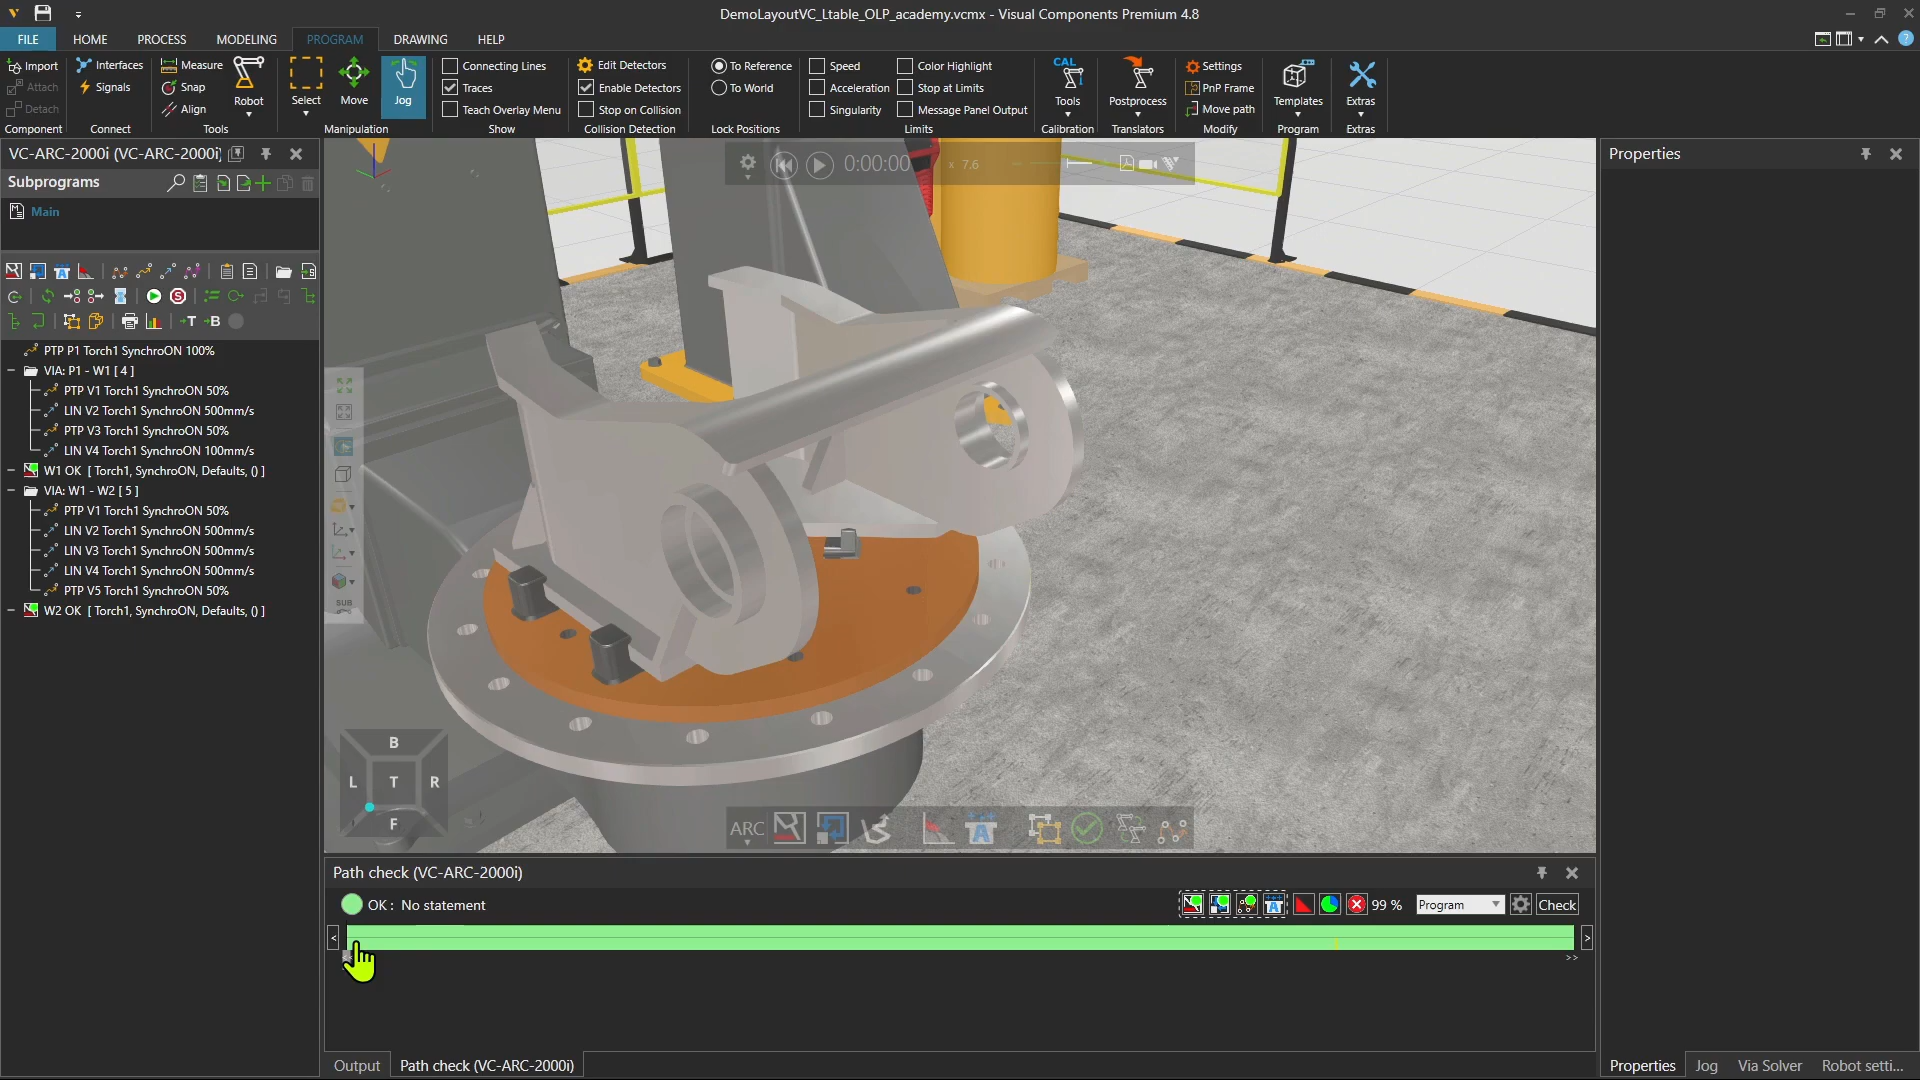 DemoLayoutVC_Ltable_OLP_academy.vcmx - Visual Components Premium 4.8
FILE HOME PROCESS MODELING PROGRAM DRAWING HELP
Import Interfaces Measure Robot Select Move Jog Connecting Lines Edit Detectors To Reference Speed Color Highlight CAL Tools Postprocess Settings Templates Extras
Attach Signals Snap Traces Enable Detectors To World Acceleration Stop at Limits PnP Frame
Detach Align Teach Overlay Menu Stop on Collision Singularity Message Panel Output Move path
Component Connect Tools Manipulation Show Collision Detection Lock Positions Limits Calibration Translators Modify Program Extras
VC-ARC-2000i (VC-ARC-2000i)
Subprograms
Main
PTP P1 Torch1 SynchroON 100%
VIA: P1 - W1 [ 4 ]
PTP V1 Torch1 SynchroON 50%
LIN V2 Torch1 SynchroON 500mm/s
PTP V3 Torch1 SynchroON 50%
LIN V4 Torch1 SynchroON 100mm/s
W1 OK [ Torch1, SynchroON, Defaults, () ]
VIA: W1 - W2 [ 5 ]
PTP V1 Torch1 SynchroON 50%
LIN V2 Torch1 SynchroON 500mm/s
LIN V3 Torch1 SynchroON 500mm/s
LIN V4 Torch1 SynchroON 500mm/s
PTP V5 Torch1 SynchroON 50%
W2 OK [ Torch1, SynchroON, Defaults, () ]
0:00:00 x 7.6
SUB
B
L T R
F
ARC
Path check (VC-ARC-2000i)
OK : No statement
99 % Program Check
< >
>>
Output Path check (VC-ARC-2000i)
Properties
Properties Jog Via Solver Robot setti...